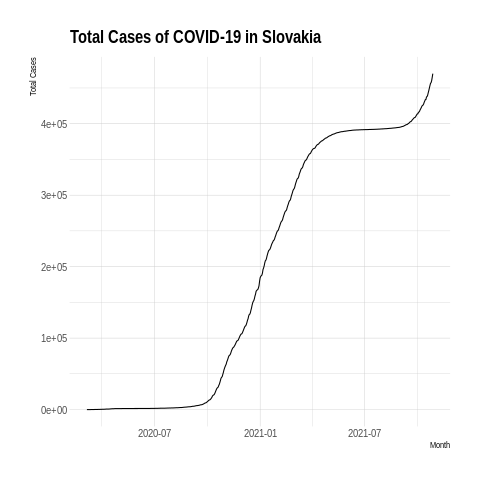 Total Cases of COVID-19 in Slovakia
Total Cases
4e+05
3e+05
2e+05
1e+05
0e+00
2020-07 2021-01 2021-07
Month